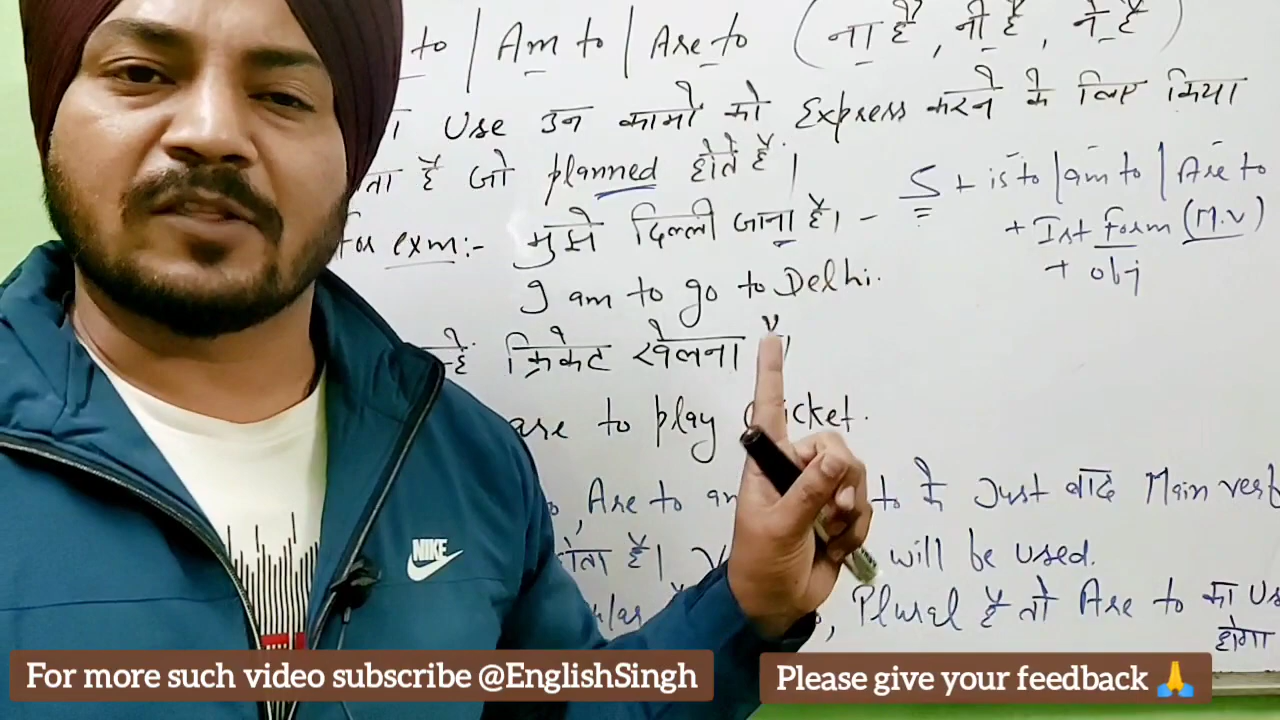 to | Am to | Are to ( ना है , नी है , ने है )
Use उन कामो को Express करने के लिए किया
ता हैं जो planned होते हैं ।
S + is to | am to | Are to
+ Ist form (M.V)
+ obj
For exm:- मुझे दिल्ली जाना है। -
I am to go to Delhi.
क्रिकेट खेलना
are to play cricket.
, Are to to के Just बाद Main verb
होता है। will be used.
, Plural है तो Are to का Us
होगा
NIKE
For more such video subscribe @EnglishSingh
Please give your feedback 🙏